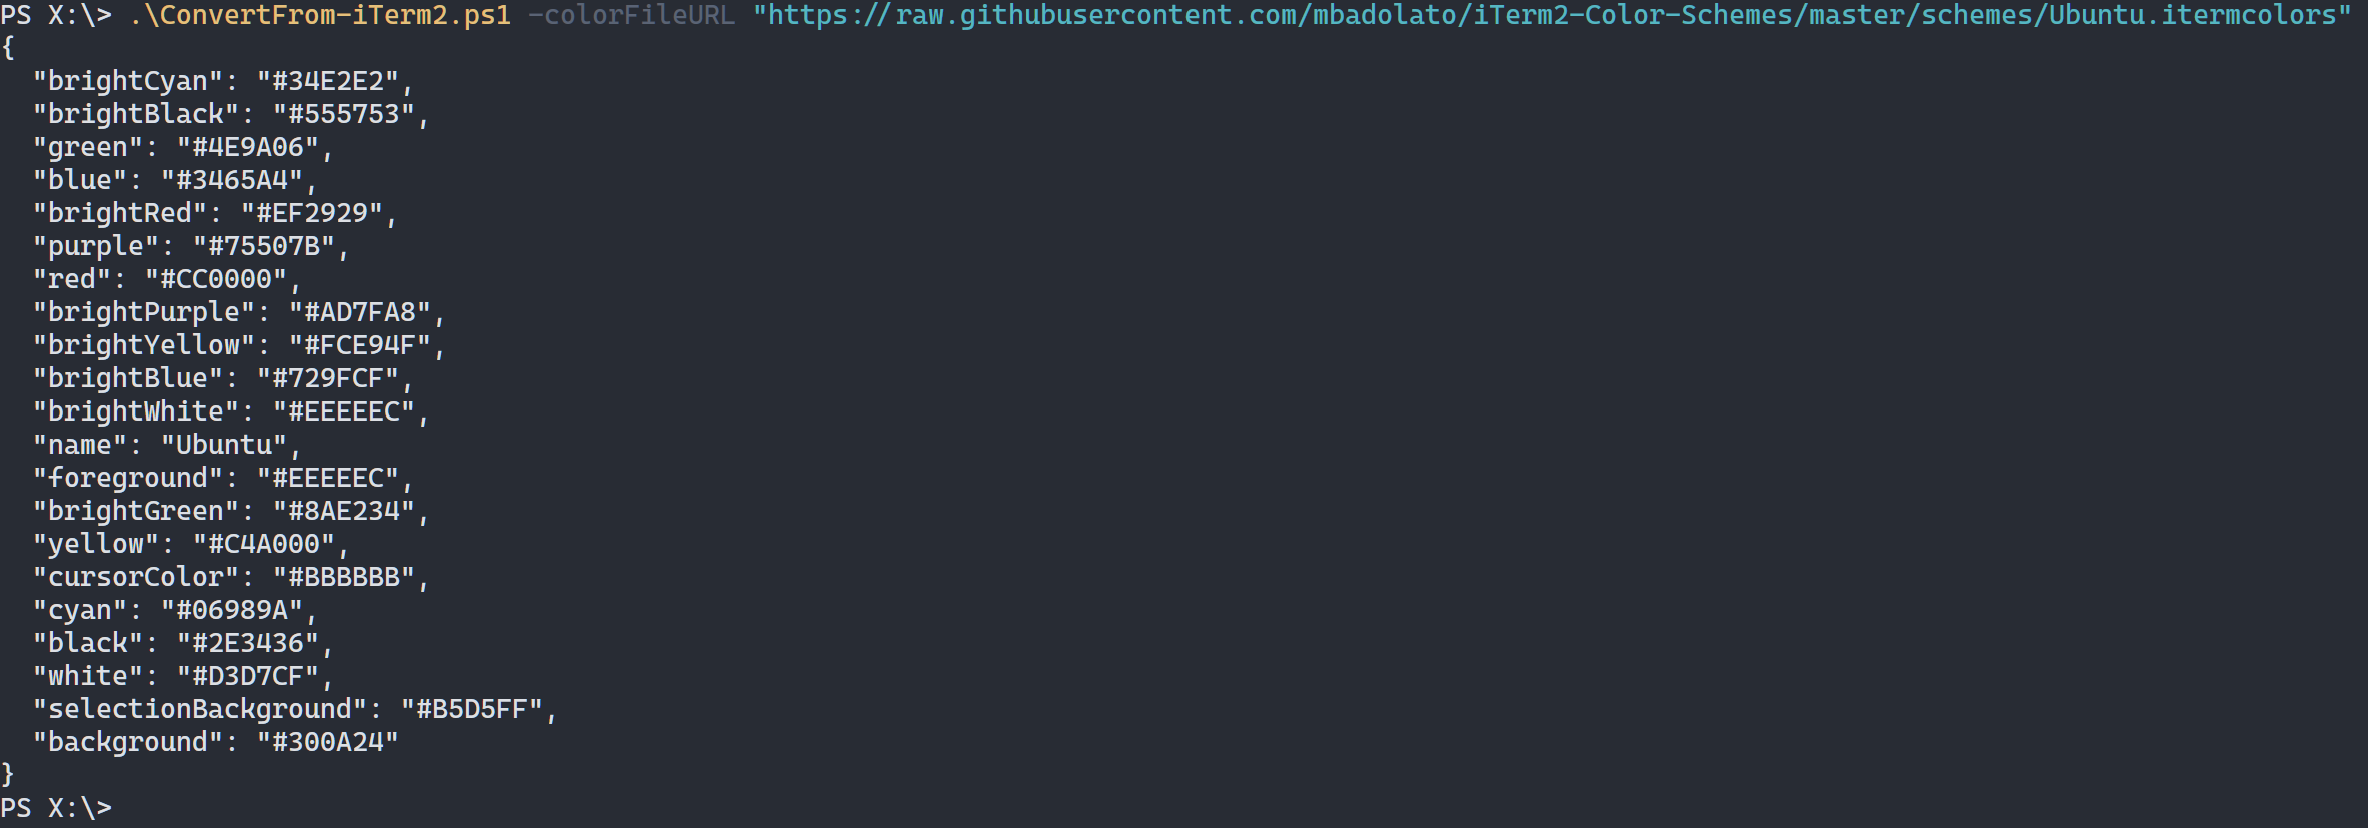 PS X:\> .\ConvertFrom-iTerm2.ps1 -colorFileURL "https://raw.githubusercontent.com/mbadolato/iTerm2-Color-Schemes/master/schemes/Ubuntu.itermcolors"
{
  "brightCyan": "#34E2E2",
  "brightBlack": "#555753",
  "green": "#4E9A06",
  "blue": "#3465A4",
  "brightRed": "#EF2929",
  "purple": "#75507B",
  "red": "#CC0000",
  "brightPurple": "#AD7FA8",
  "brightYellow": "#FCE94F",
  "brightBlue": "#729FCF",
  "brightWhite": "#EEEEEC",
  "name": "Ubuntu",
  "foreground": "#EEEEEC",
  "brightGreen": "#8AE234",
  "yellow": "#C4A000",
  "cursorColor": "#BBBBBB",
  "cyan": "#06989A",
  "black": "#2E3436",
  "white": "#D3D7CF",
  "selectionBackground": "#B5D5FF",
  "background": "#300A24"
}
PS X:\>